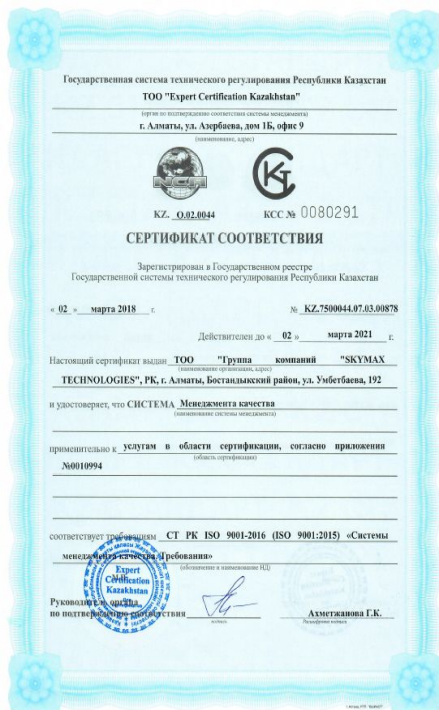 Государственная система технического регулирования Республики Казахстан
ТОО "Expert Certification Kazakhstan"
(орган по подтверждению соответствия системы менеджмента)
г. Алматы, ул. Азербаева, дом 1Б, офис 9
(наименование, адрес)
KZ. О.02.0044 КСС № 0080291
СЕРТИФИКАТ СООТВЕТСТВИЯ
Зарегистрирован в Государственном реестре
Государственной системы технического регулирования Республики Казахстан
« 02 » марта 2018 г. № KZ.7500044.07.03.00878
Действителен до « 02 » марта 2021 г.
Настоящий сертификат выдан ТОО "Группа компаний "SKYMAX
(наименование организации, адрес)
TECHNOLOGIES", РК, г. Алматы, Бостандыкский район, ул. Умбетбаева, 192
и удостоверяет, что СИСТЕМА Менеджмента качества
(наименование системы менеджмента)
применительно к услугам в области сертификации, согласно приложения
(область сертификации)
№0010994
соответствует требованиям СТ РК ISO 9001-2016 (ISO 9001:2015) «Системы
менеджмента качества. Требования»
(обозначение и наименование НД)
Expert
Certification
Kazakhstan
М.П.
Руководитель органа
по подтверждению соответствия Ахметжанова Г.К.
подпись Расшифровка подписи